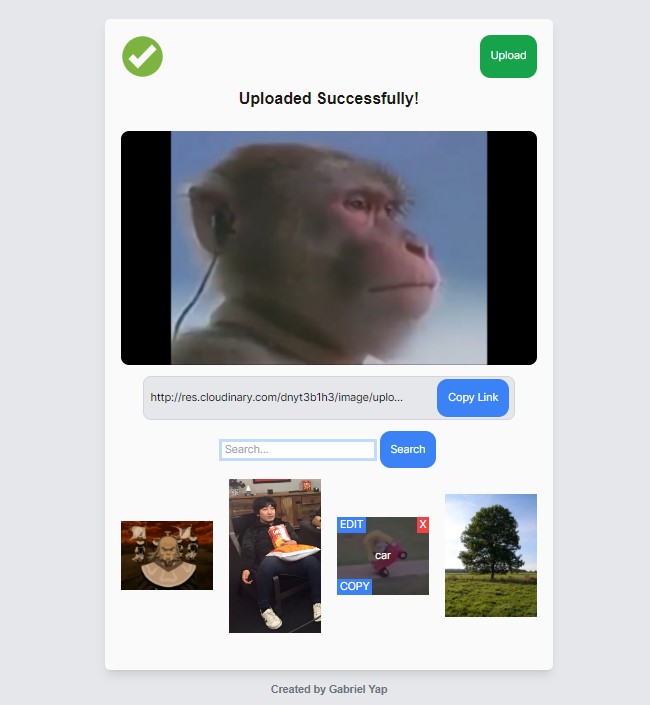 Upload
Uploaded Successfully!
http://res.cloudinary.com/dnyt3b1h3/image/uplo...
Copy Link
Search...
Search
EDIT
X
car
COPY
Created by Gabriel Yap